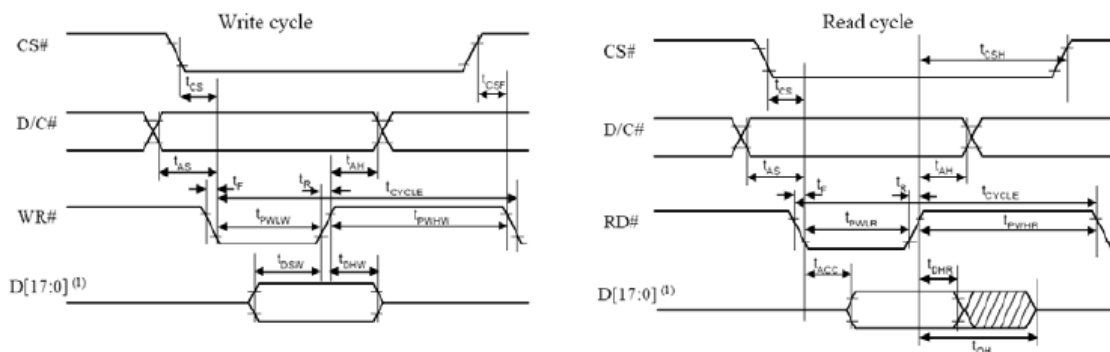 Write cycle
CS#
tCS
tCSF
D/C#
tAS
tAH
tF
tR
tCYCLE
WR#
tPWLW
tPWHW
tDSW
tDHW
D[17:0] (1)
Read cycle
CS#
tCSH
tCS
D/C#
tAS
tAH
tF
tR
tCYCLE
RD#
tPWLR
tPWHR
tACC
tDHR
D[17:0] (1)
tOH